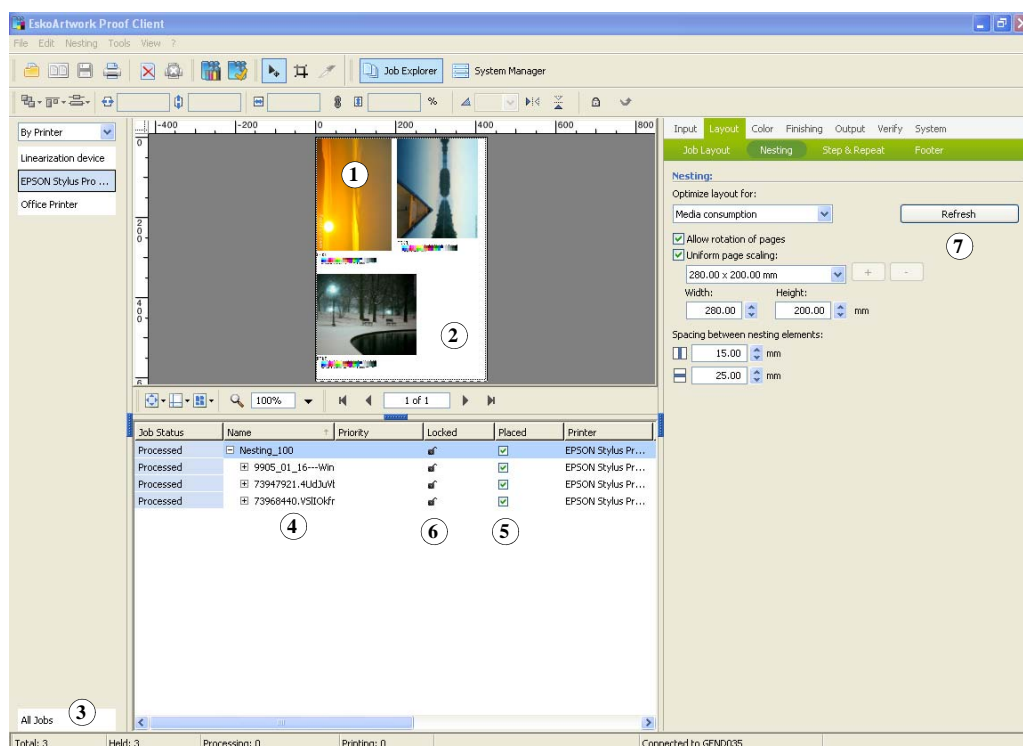 EskoArtwork Proof Client
File Edit Nesting Tools View ?
Job Explorer System Manager
%
By Printer
Linearization device
EPSON Stylus Pro ...
Office Printer
-400 -200 0 200 400 600 800
0
200
400
6
1
2
100% 1 of 1
Input Layout Color Finishing Output Verify System
Job Layout Nesting Step & Repeat Footer
Nesting:
Optimize layout for:
Media consumption Refresh
7
Allow rotation of pages
Uniform page scaling:
280.00 x 200.00 mm + -
Width: Height:
280.00 200.00 mm
Spacing between nesting elements:
15.00 mm
25.00 mm
Job Status Name Priority Locked Placed Printer
Processed Nesting_100 EPSON Stylus Pr...
Processed 9905_01_16---Win EPSON Stylus Pr...
Processed 73947921.4UdJuVt EPSON Stylus Pr...
Processed 73968440.VSIIOkfr EPSON Stylus Pr...
4 6 5
All Jobs 3
Total: 3 Held: 3 Processing: 0 Printing: 0 Connected to GEND035